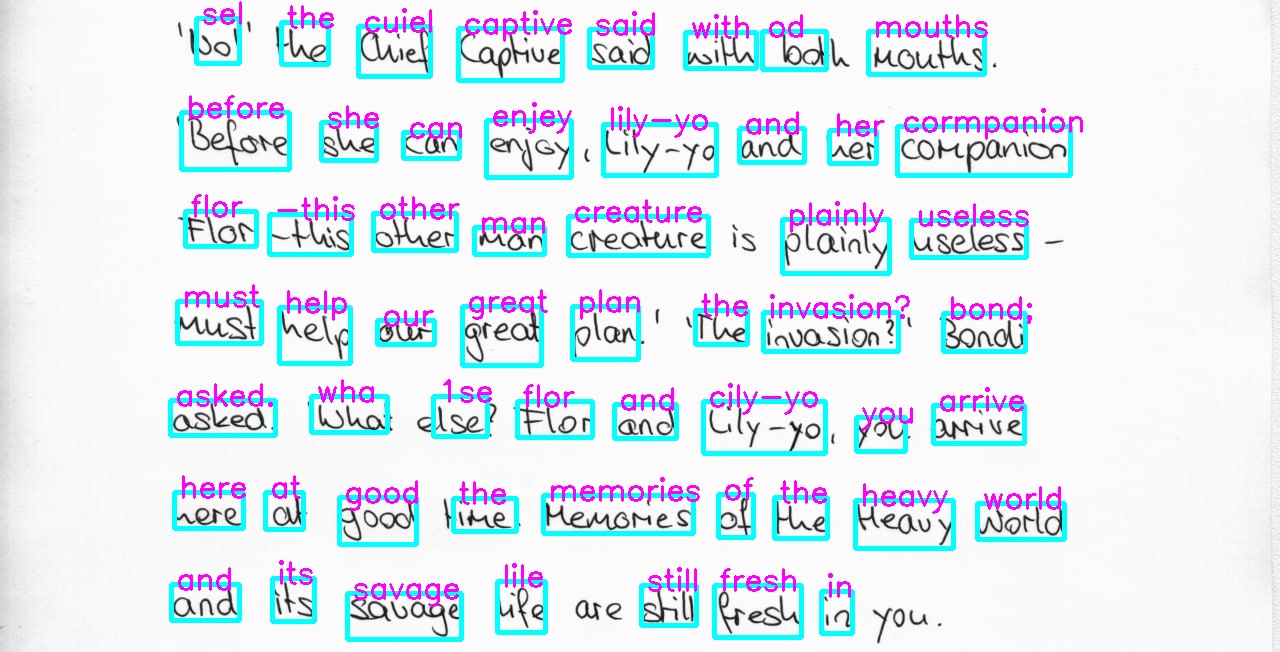 sel the cuiel captive said with od mouths
'No!' the Chief Captive said with both mouths.
before she can enjey lily-yo and her cormpanion
'Before she can enjoy, Lily-yo and her companion
flor -this other man creature plainly useless
Flor -this other man creature is plainly useless -
must help our great plan the invasion? bond;
must help our great plan.' 'The invasion?' Bondi
asked. wha 1se flor and cily-yo you arrive
asked. 'What else? Flor and Lily-yo, you arrive
here at good the memories of the heavy world
here at good time. Memories of the Heavy World
and its savage lile still fresh in
and its savage life are still fresh in you.